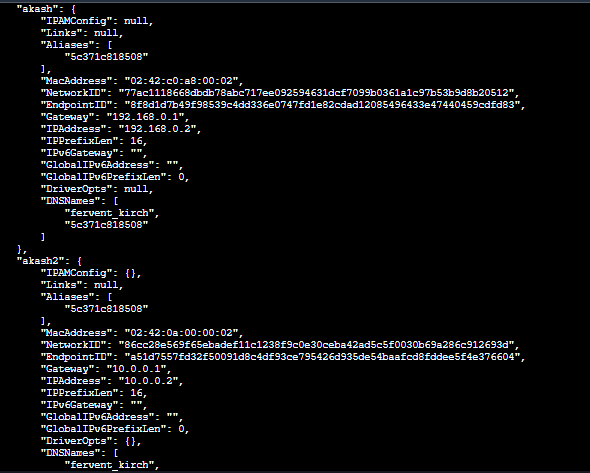 "akash": {
"IPAMConfig": null,
"Links": null,
"Aliases": [
"5c371c818508"
],
"MacAddress": "02:42:c0:a8:00:02",
"NetworkID": "77ac1118668dbdb78abc717ee092594631dcf7099b0361a1c97b53b9d8b20512",
"EndpointID": "8f8d1d7b49f98539c4dd336e0747fd1e82cdad12085496433e47440459cdfd83",
"Gateway": "192.168.0.1",
"IPAddress": "192.168.0.2",
"IPPrefixLen": 16,
"IPv6Gateway": "",
"GlobalIPv6Address": "",
"GlobalIPv6PrefixLen": 0,
"DriverOpts": null,
"DNSNames": [
"fervent_kirch",
"5c371c818508"
]
},
"akash2": {
"IPAMConfig": {},
"Links": null,
"Aliases": [
"5c371c818508"
],
"MacAddress": "02:42:0a:00:00:02",
"NetworkID": "86cc28e569f65ebadef11c1238f9c0e30ceba42ad5c5f0030b69a286c912693d",
"EndpointID": "a51d7557fd32f50091d8c4df93ce795426d935de54baafcd8fddee5f4e376604",
"Gateway": "10.0.0.1",
"IPAddress": "10.0.0.2",
"IPPrefixLen": 16,
"IPv6Gateway": "",
"GlobalIPv6Address": "",
"GlobalIPv6PrefixLen": 0,
"DriverOpts": {},
"DNSNames": [
"fervent_kirch",